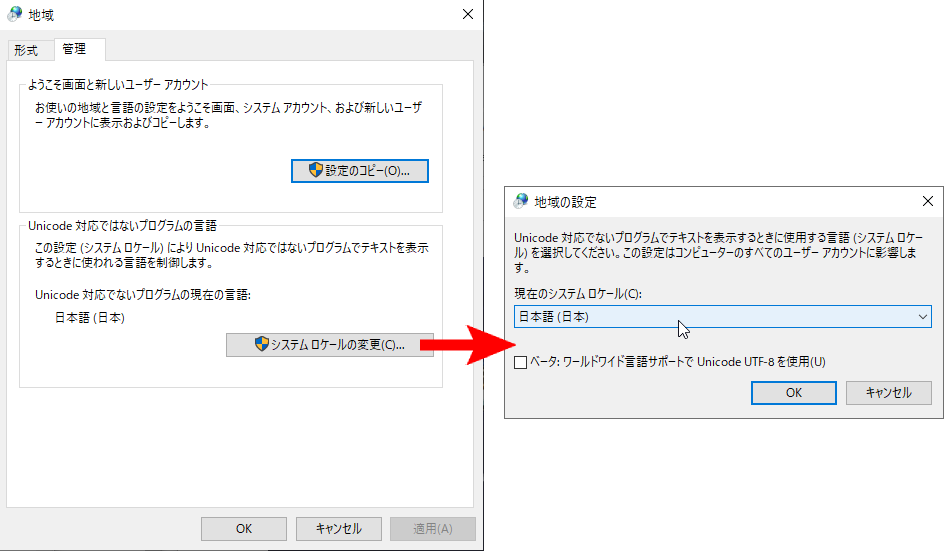 地域
形式
管理
ようこそ画面と新しいユーザー アカウント
お使いの地域と言語の設定をようこそ画面、システム アカウント、および新しいユーザ
ー アカウントに表示およびコピーします。
設定のコピー(O)...
Unicode 対応ではないプログラムの言語
この設定 (システム ロケール) により Unicode 対応ではないプログラムでテキストを表示
するときに使われる言語を制御します。
Unicode 対応でないプログラムの現在の言語:
日本語 (日本)
システム ロケールの変更(C)...
OK
キャンセル
適用(A)
地域の設定
Unicode 対応でないプログラムでテキストを表示するときに使用する言語 (システム ロケー
ル) を選択してください。この設定はコンピューターのすべてのユーザー アカウントに影響しま
す。
現在のシステム ロケール(C):
日本語 (日本)
ベータ: ワールドワイド言語サポートで Unicode UTF-8 を使用(U)
OK
キャンセル